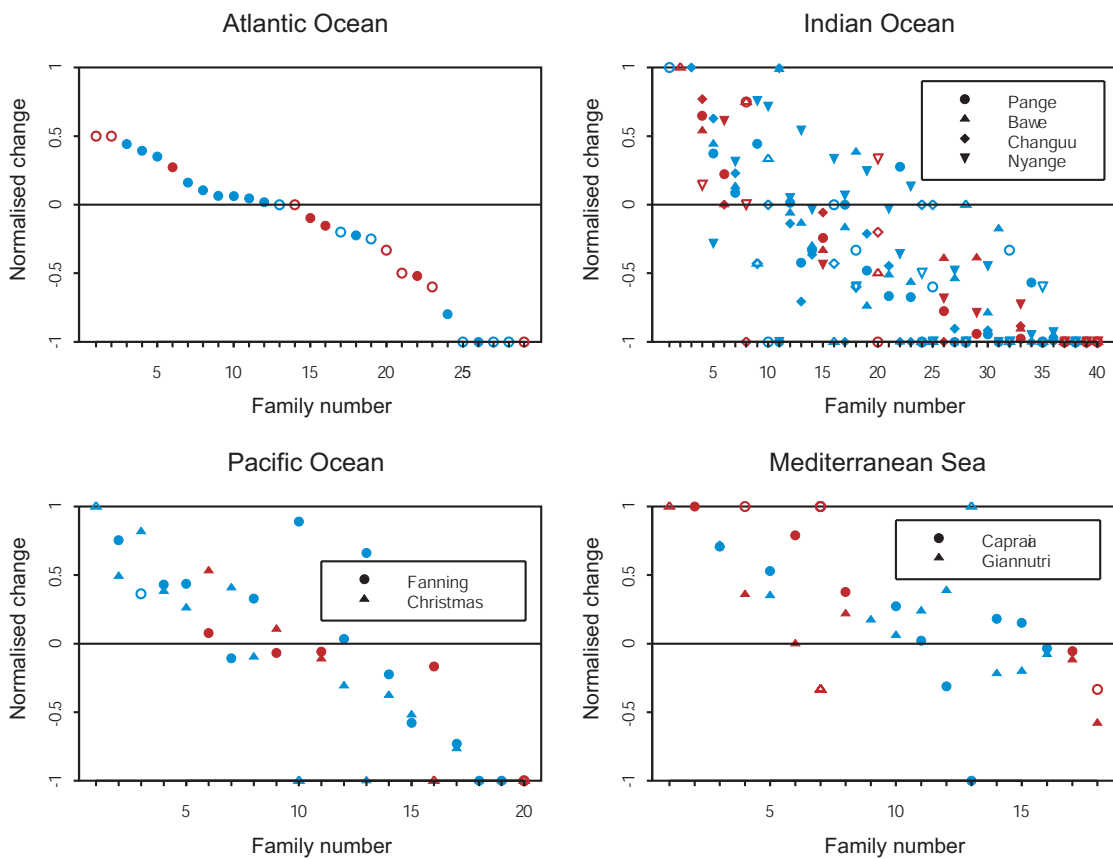 Atlantic Ocean
Normalised change
1
0.5
0
-0.5
-1
5
10
15
20
25
Family number
Indian Ocean
Normalised change
1
0.5
0
-0.5
-1
Pange
Bawe
Changuu
Nyange
5
10
15
20
25
30
35
40
Family number
Pacific Ocean
Normalised change
1
0.5
0
-0.5
-1
Fanning
Christmas
5
10
15
20
Family number
Mediterranean Sea
Normalised change
1
0.5
0
-0.5
-1
Capraia
Giannutri
5
10
15
Family number